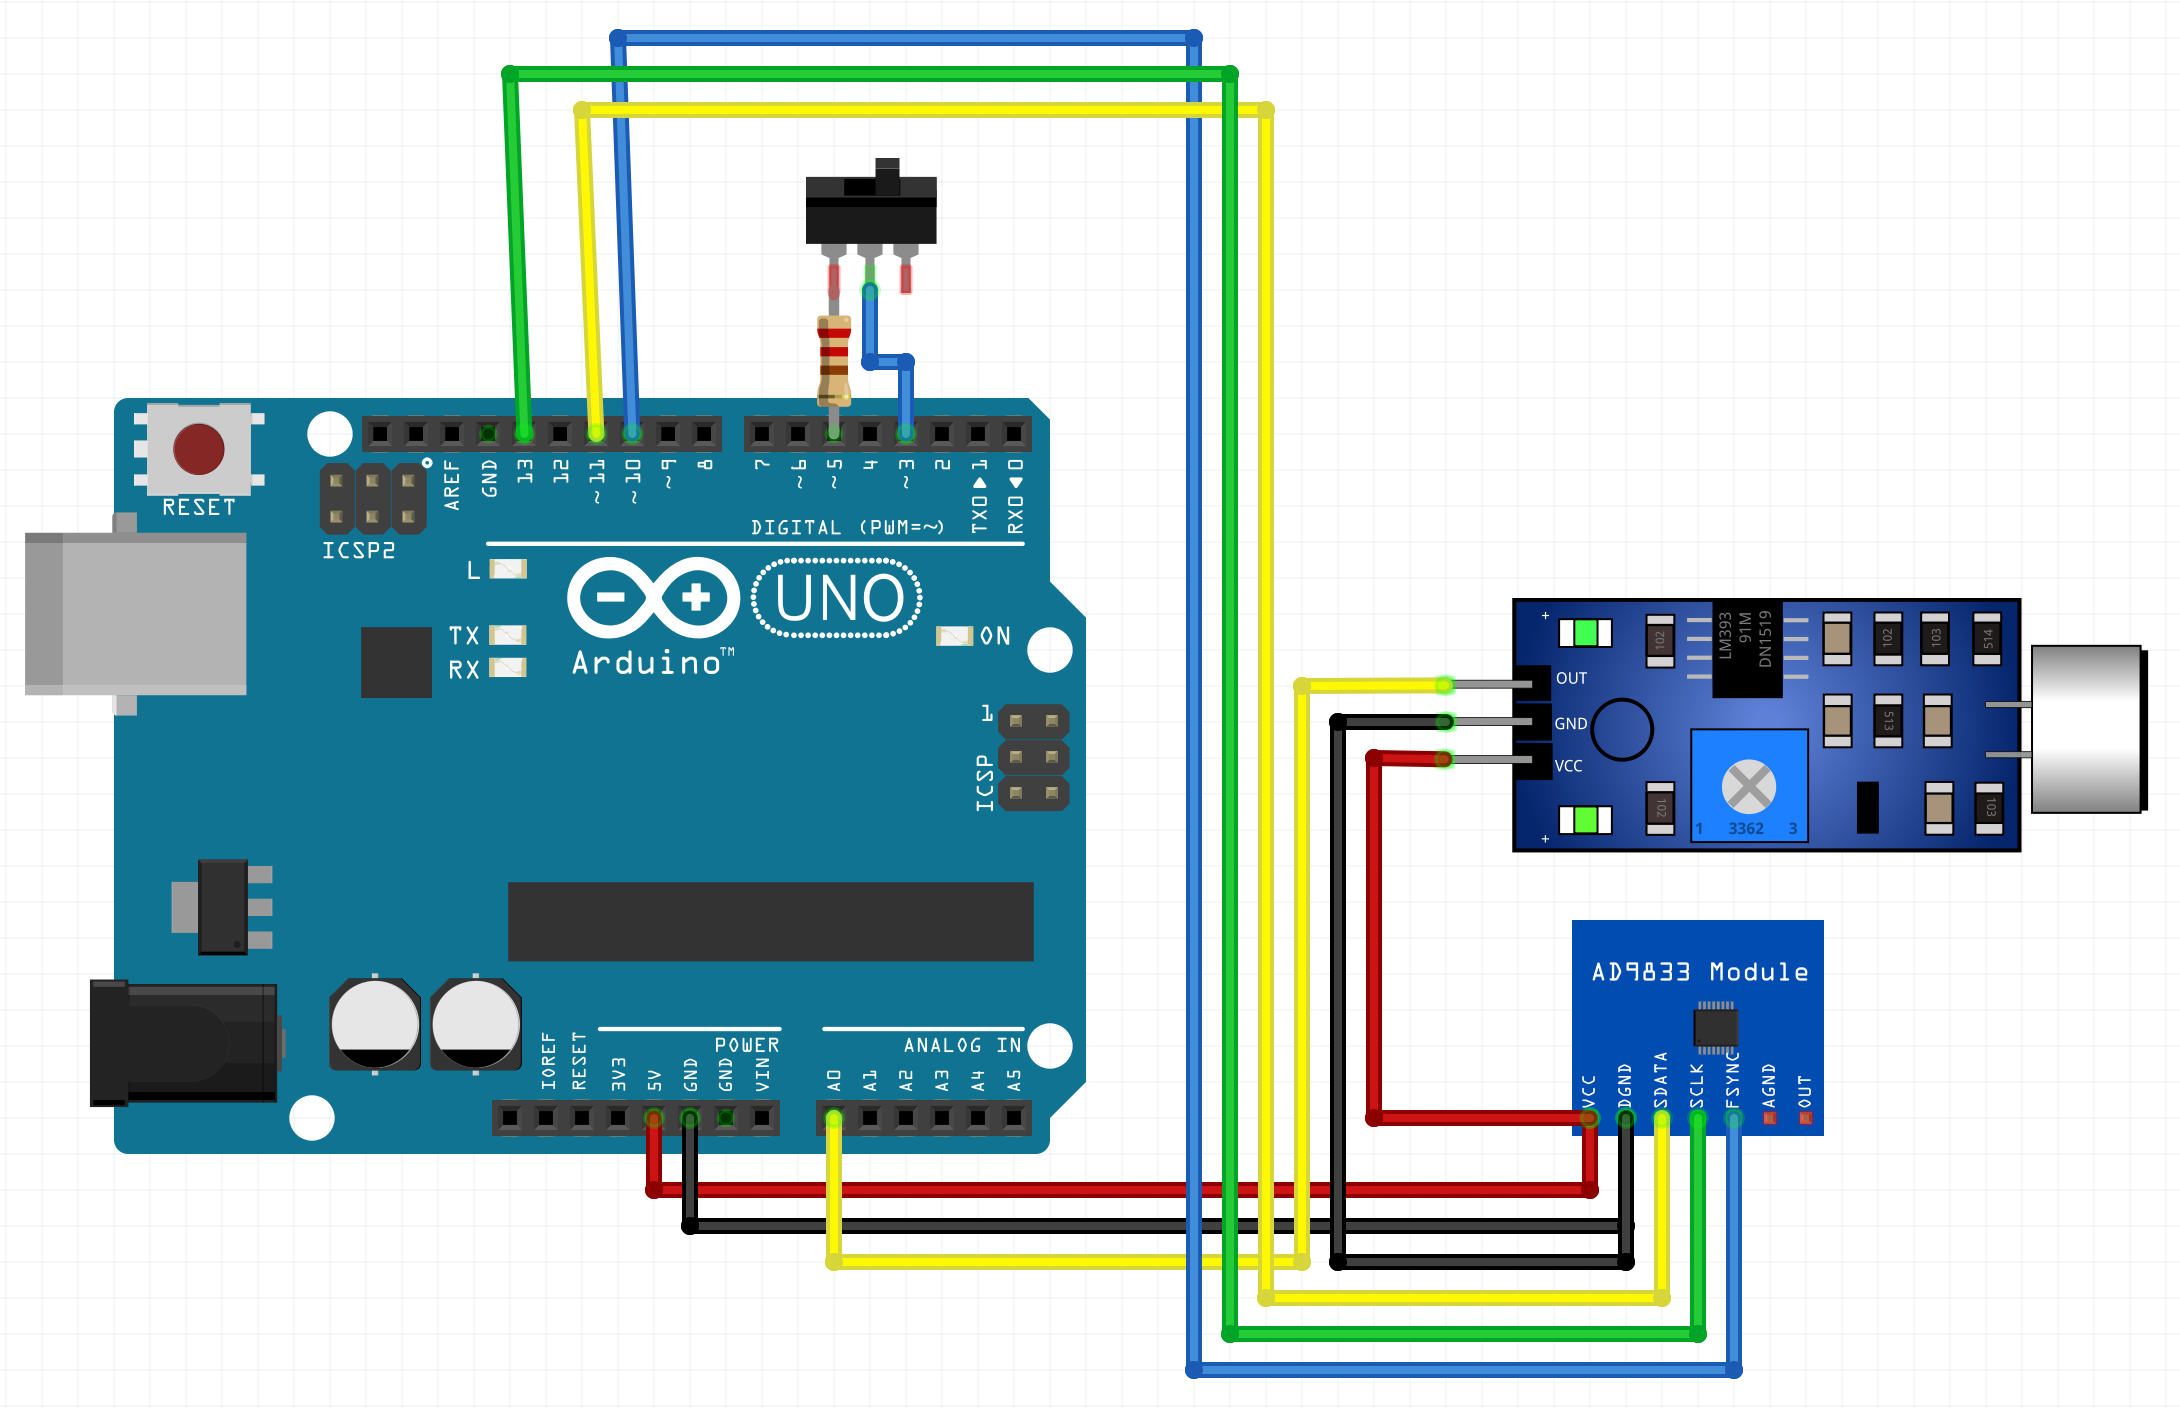 RESET
ICSP2
AREF
GND
13
12
~11
~10
~9
8
7
~6
~5
4
~3
2
TX0 ▶ 1
RX0 ◀ 0
DIGITAL (PWM=~)
L
TX
RX
UNO
Arduino™
ON
1
ICSP
IOREF
RESET
3V3
5V
GND
GND
VIN
POWER
ANALOG IN
A0
A1
A2
A3
A4
A5
+
102
LM393
91M
DN1519
102
103
514
OUT
GND
VCC
513
102
1 3362 3
103
+
AD9833 Module
VCC
DGND
SDATA
SCLK
FSYNC
AGND
OUT